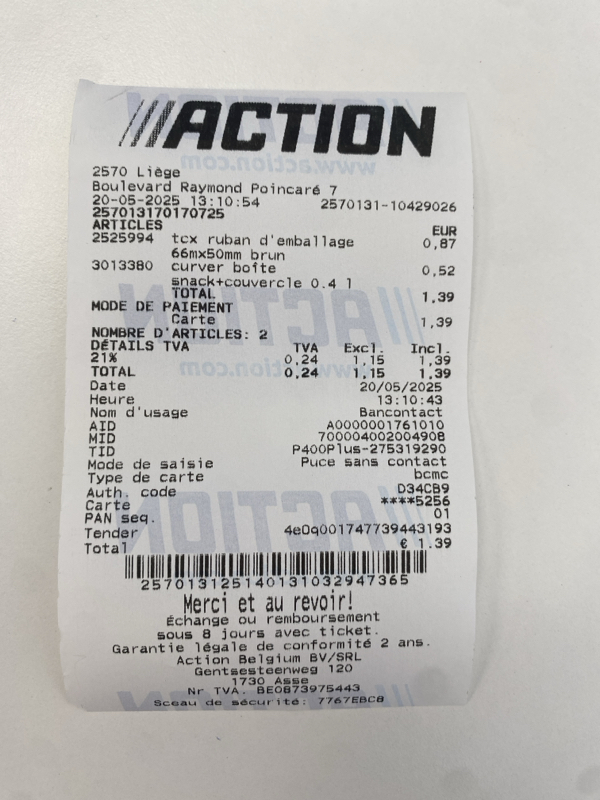 ACTION
2570 Liège
Boulevard Raymond Poincaré 7
20-05-2025 13:10:54 2570131-10429026
257013170170725
ARTICLES EUR
2525994 tcx ruban d'emballage 0,87
66mx50mm brun
3013380 curver boîte 0,52
snack+couvercle 0.4 l
TOTAL 1,39
MODE DE PAIEMENT
Carte 1,39
NOMBRE D'ARTICLES: 2
DÉTAILS TVA TVA Excl. Incl.
21% 0,24 1,15 1,39
TOTAL 0,24 1,15 1,39
Date 20/05/2025
Heure 13:10:43
Nom d'usage Bancontact
AID A0000001761010
MID 700004002004908
TID P400Plus-275319290
Mode de saisie Puce sans contact
Type de carte bcmc
Auth. code D34CB9
Carte ****5256
PAN seq. 01
Tender 4e0q001747739443193
Total € 1.39
257013125140131032947365
Merci et au revoir!
Échange ou remboursement
sous 8 jours avec ticket.
Garantie légale de conformité 2 ans.
Action Belgium BV/SRL
Gentsesteenweg 120
1730 Asse
Nr TVA. BE0873975443
Sceau de sécurité: 7767EBC8